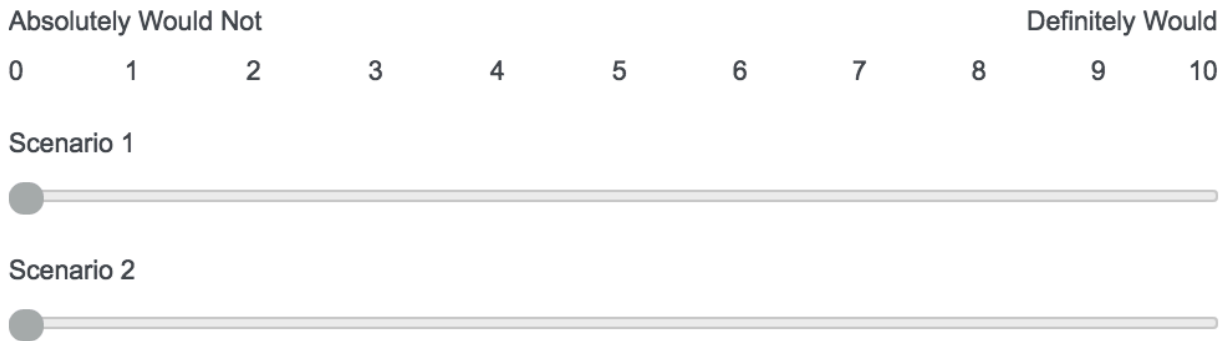 Absolutely Would Not Definitely Would
0 1 2 3 4 5 6 7 8 9 10
Scenario 1
Scenario 2